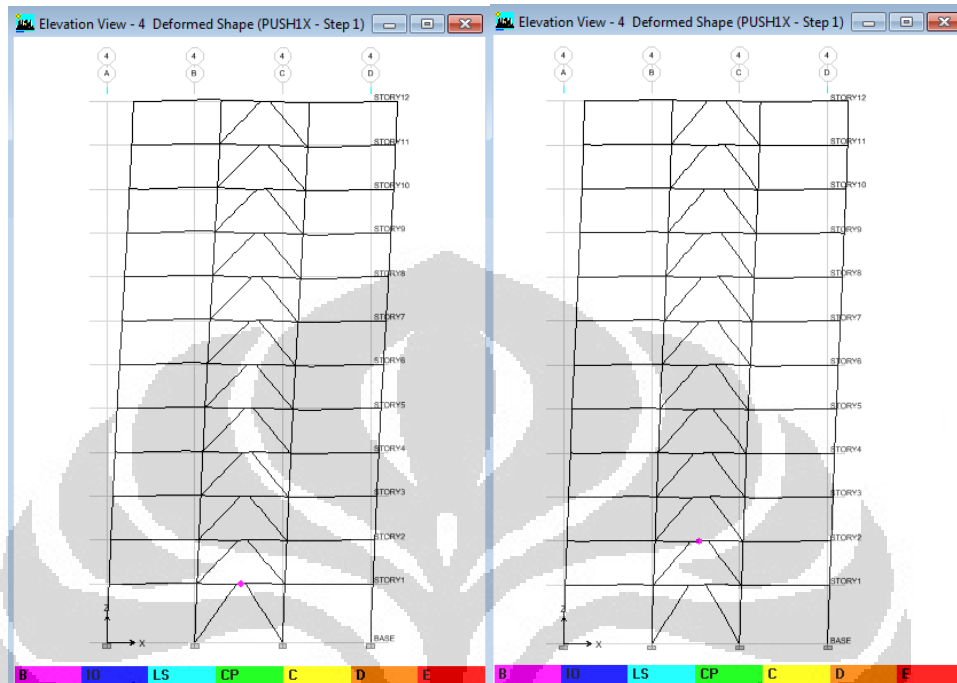 Elevation View - 4 Deformed Shape (PUSH1X - Step 1)
4 4 4 4
A B C D
STORY12
STORY11
STORY10
STORY9
STORY8
STORY7
STORY6
STORY5
STORY4
STORY3
STORY2
STORY1
Z
X
BASE
B IO LS CP C D E
Elevation View - 4 Deformed Shape (PUSH1X - Step 1)
4 4 4 4
A B C D
STORY12
STORY11
STORY10
STORY9
STORY8
STORY7
STORY6
STORY5
STORY4
STORY3
STORY2
STORY1
Z
X
BASE
B IO LS CP C D E